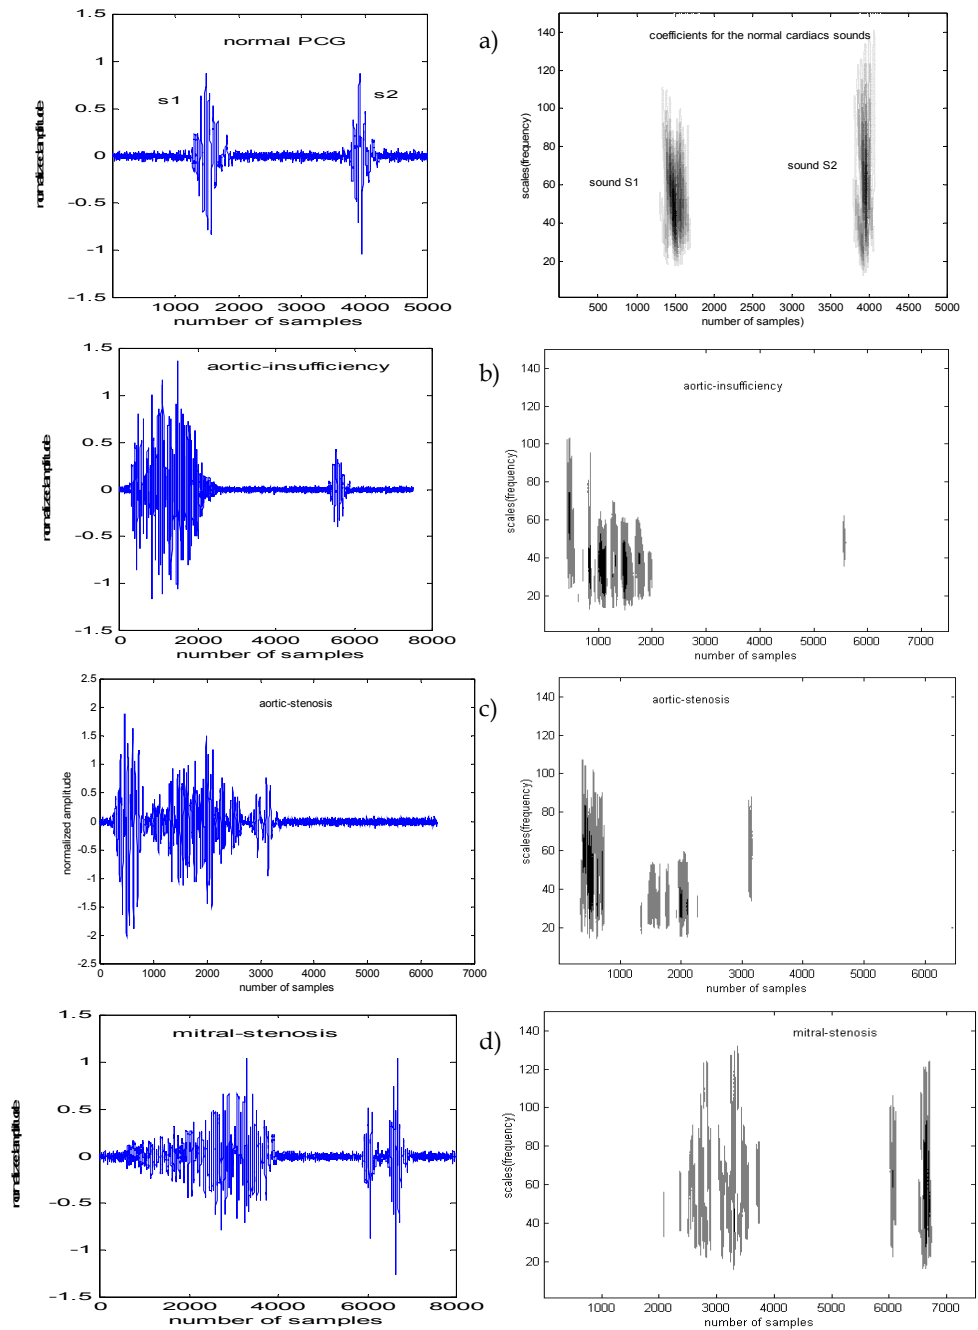 normal PCG
1.5
1
0.5
0
-0.5
-1
-1.5
s1
s2
1000 2000 3000 4000 5000
number of samples
a)
coefficients for the normal cardiacs sounds
140
120
100
80
60
40
20
scales(frequency)
sound S1
sound S2
500 1000 1500 2000 2500 3000 3500 4000 4500 5000
number of samples)
aortic-insufficiency
1.5
1
0.5
0
-0.5
-1
-1.5
0 2000 4000 6000 8000
number of samples
b)
aortic-insufficiency
140
120
100
80
60
40
20
scales(frequency)
1000 2000 3000 4000 5000 6000 7000
number of samples
aortic-stenosis
2.5
2
1.5
1
0.5
0
-0.5
-1
-1.5
-2
-2.5
normalized amplitude
0 1000 2000 3000 4000 5000 6000 7000
number of samples
c)
aortic-stenosis
140
120
100
80
60
40
20
scales(frequency)
1000 2000 3000 4000 5000 6000
number of samples
mitral-stenosis
1.5
1
0.5
0
-0.5
-1
-1.5
0 2000 4000 6000 8000
number of samples
d)
mitral-stenosis
140
120
100
80
60
40
20
scales(frequency)
1000 2000 3000 4000 5000 6000 7000
number of samples